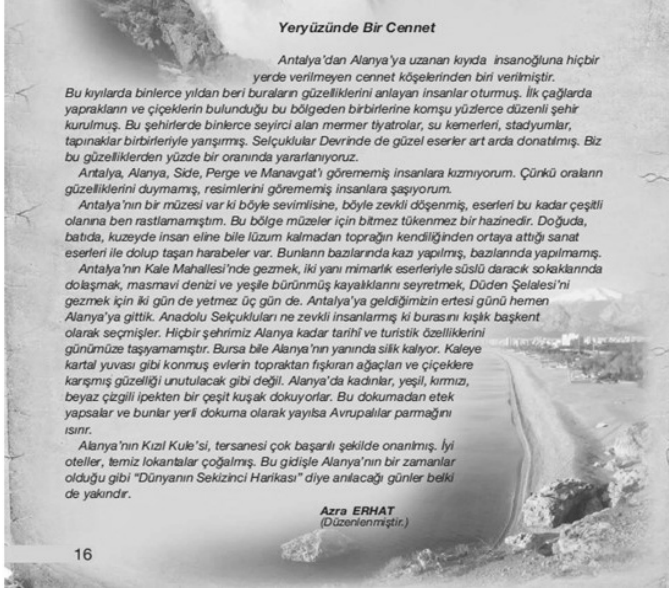 Yeryüzünde Bir Cennet
Antalya'dan Alanya'ya uzanan kıyıda insanoğluna hiçbir
yerde verilmeyen cennet köşelerinden biri verilmiştir.
Bu kıyılarda binlerce yıldan beri buraların güzelliklerini anlayan insanlar oturmuş. İlk çağlarda
yaprakların ve çiçeklerin bulunduğu bu bölgeden birbirlerine komşu yüzlerce düzenli şehir
kurulmuş. Bu şehirlerde binlerce seyirci alan mermer tiyatrolar, su kemerleri, stadyumlar,
tapınaklar birbirleriyle yarışırmış. Selçuklular Devrinde de güzel eserler art arda donatılmış. Biz
bu güzelliklerden yüzde bir oranında yararlanıyoruz.
Antalya, Alanya, Side, Perge ve Manavgat'ı görememiş insanlara kızmıyorum. Çünkü oraların
güzelliklerini duymamış, resimlerini görememiş insanlara şaşıyorum.
Antalya'nın bir müzesi var ki böyle sevimlisine, böyle zevkli döşenmiş, eserleri bu kadar çeşitli
olanına ben rastlamamıştım. Bu bölge müzeler için bitmez tükenmez bir hazinedir. Doğuda,
batıda, kuzeyde insan eline bile lüzum kalmadan toprağın kendiliğinden ortaya attığı sanat
eserleri ile dolup taşan harabeler var. Bunların bazılarında kazı yapılmış, bazılarında yapılmamış.
Antalya'nın Kale Mahallesi'nde gezmek, iki yanı mimarlık eserleriyle süslü daracık sokaklarında
dolaşmak, masmavi denizi ve yeşile bürünmüş kayalıklarını seyretmek, Düden Şelalesi'ni
gezmek için iki gün de yetmez üç gün de. Antalya'ya geldiğimizin ertesi günü hemen
Alanya'ya gittik. Anadolu Selçukluları ne zevkli insanlarmış ki burasını kışlık başkent
olarak seçmişler. Hiçbir şehrimiz Alanya kadar tarihî ve turistik özelliklerini
günümüze taşıyamamıştır. Bursa bile Alanya'nın yanında silik kalıyor. Kaleye
kartal yuvası gibi konmuş evlerin topraktan fışkıran ağaçları ve çiçeklere
karışmış güzelliği unutulacak gibi değil. Alanya'da kadınlar, yeşil, kırmızı,
beyaz çizgili ipekten bir çeşit kuşak dokuyorlar. Bu dokumadan etek
yapsalar ve bunlar yerli dokuma olarak yayılsa Avrupalılar parmağını
ısırır.
Alanya'nın Kızıl Kule'si, tersanesi çok başarılı şekilde onarılmış. İyi
oteller, temiz lokantalar çoğalmış. Bu gidişle Alanya'nın bir zamanlar
olduğu gibi "Dünyanın Sekizinci Harikası" diye anılacağı günler belki
de yakındır.
Azra ERHAT
(Düzenlenmiştir.)
16